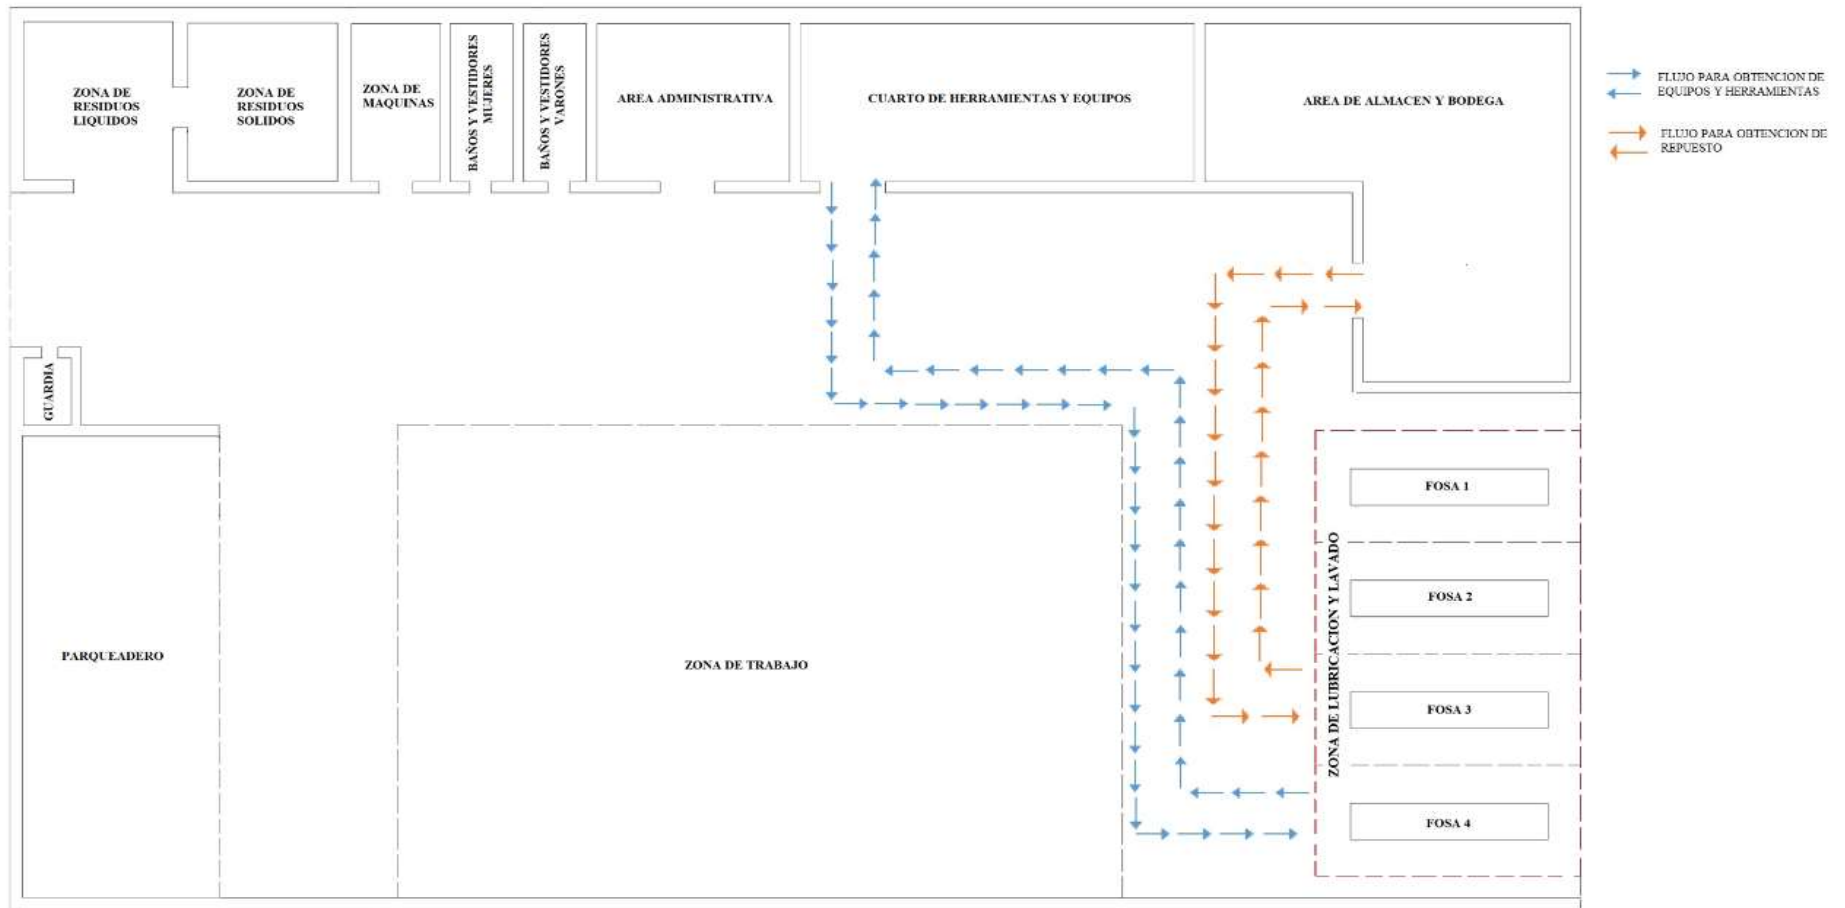 ZONA DE
RESIDUOS
LIQUIDOS
ZONA DE
RESIDUOS
SOLIDOS
ZONA DE
MAQUINAS
BAÑOS Y VESTIDORES
MUJERES
BAÑOS Y VESTIDORES
VARONES
AREA ADMINISTRATIVA
CUARTO DE HERRAMIENTAS Y EQUIPOS
AREA DE ALMACEN Y BODEGA
FLUJO PARA OBTENCION DE
EQUIPOS Y HERRAMIENTAS
FLUJO PARA OBTENCION DE
REPUESTO
GUARDIA
PARQUEADERO
ZONA DE TRABAJO
ZONA DE LUBRICACION Y LAVADO
FOSA 1
FOSA 2
FOSA 3
FOSA 4